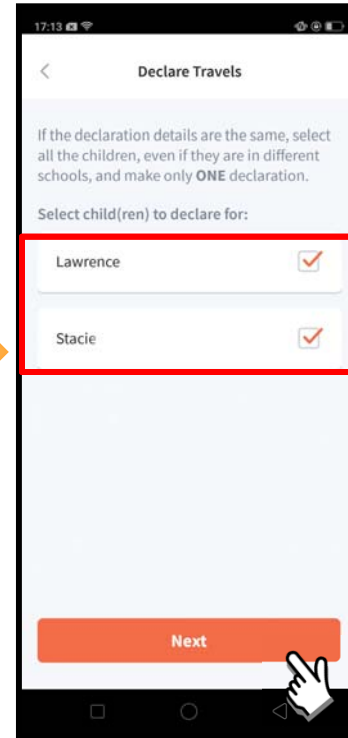 17:13
Declare Travels
If the declaration details are the same, select
all the children, even if they are in different
schools, and make only ONE declaration.
Select child(ren) to declare for:
Lawrence
Stacie
Next